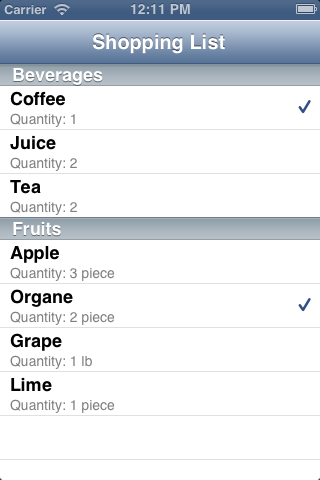 Carrier 12:11 PM
Shopping List
Beverages
Coffee
Quantity: 1
Juice
Quantity: 2
Tea
Quantity: 2
Fruits
Apple
Quantity: 3 piece
Organe
Quantity: 2 piece
Grape
Quantity: 1 lb
Lime
Quantity: 1 piece